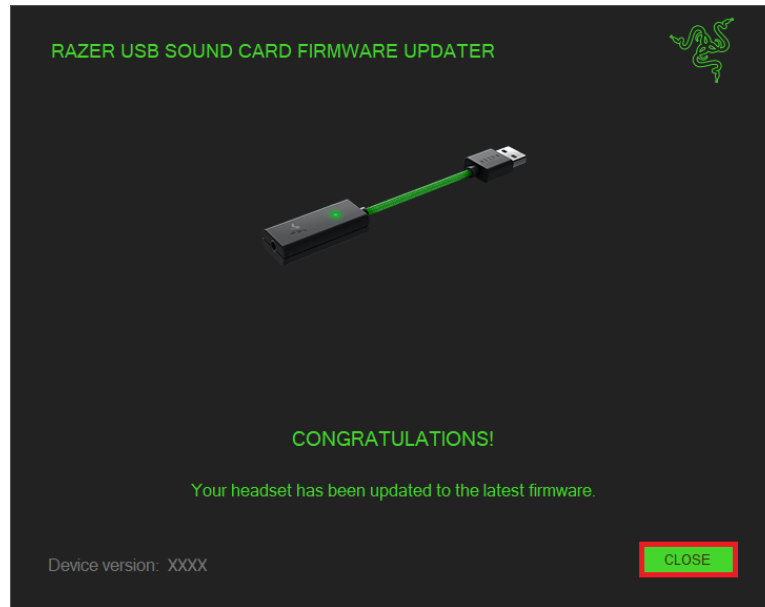 RAZER USB SOUND CARD FIRMWARE UPDATER
CONGRATULATIONS!
Your headset has been updated to the latest firmware.
Device version: XXXX
CLOSE